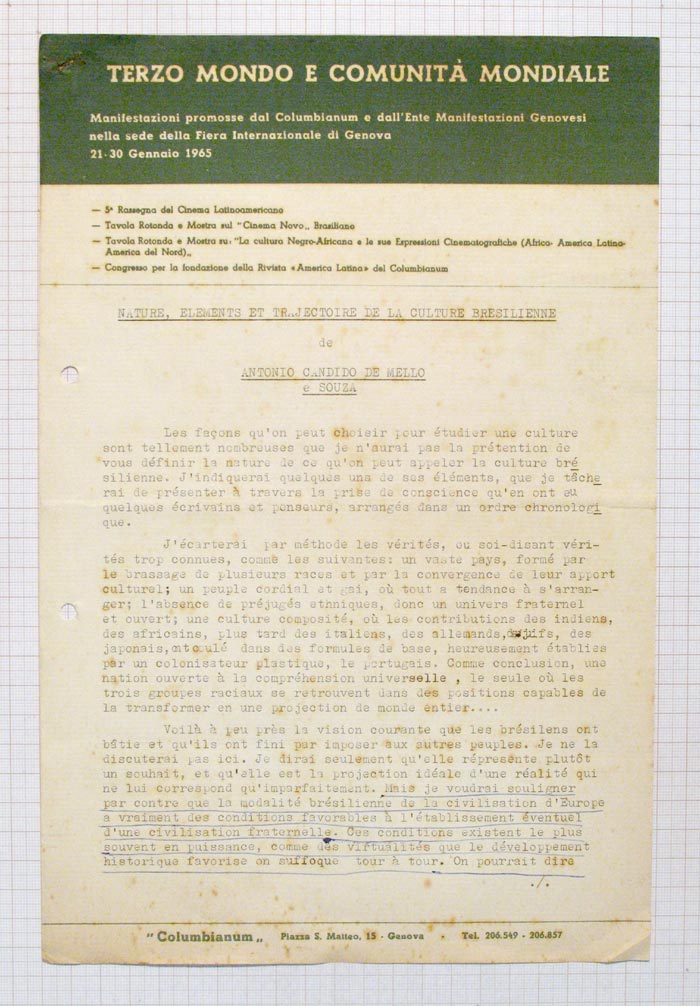 TERZO MONDO E COMUNITÀ MONDIALE
Manifestazioni promosse dal Columbianum e dall'Ente Manifestazioni Genovesi
nella sede della Fiera Internazionale di Genova
21-30 Gennaio 1965
— 5ª Rassegna del Cinema Latinoamericano
— Tavola Rotonda e Mostra sul "Cinema Novo„ Brasiliano
— Tavola Rotonda e Mostra su: "La cultura Negro-Africana e le sue Espressioni Cinematografiche (Africa- America Latina-
America del Nord)„
— Congresso per la fondazione della Rivista «America Latina» del Columbianum
NATURE, ELEMENTS ET TRAJECTOIRE DE LA CULTURE BRESILIENNE
de
ANTONIO CANDIDO DE MELLO
e SOUZA
Les façons qu'on peut choisir pour étudier une culture
sont tellement nombreuses que je n'aurai pas la prétention de
vous définir la nature de ce qu'on peut appeler la culture bré
silienne. J'indiquerai quelques uns de ses éléments, que je tâche
rai de présenter à travers la prise de conscience qu'en ont eu
quelques écrivains et penseurs, arrangés dans un ordre chronologi
que.
J'écarterai par méthode les vérités, ou soi-disant véri-
tés trop connues, comme les suivantes: un vaste pays, formé par
le brassage de plusieurs races et par la convergence de leur apport
culturel; un peuple cordial et gai, où tout a tendance à s'arran-
ger; l'absence de préjugés ethniques, donc un univers fraternel
et ouvert; une culture composité, où les contributions des indiens,
des africains, plus tard des italiens, des allemands, des
japonais, dans des formules de base, heureusement établies
par un colonisateur plastique, le portugais. Comme conclusion, une
nation ouverte à la compréhension universelle , le seule où les
trois groupes raciaux se retrouvent dans des positions capables de
la transformer en une projection de monde entier....
Voilà à peu près la vision courante que les brésilens ont
bâtie et qu'ils ont fini par imposer aux autres peuples. Je ne la
discuterai pas ici. Je dirai seulement qu'elle répresente plutôt
un souhait, et qu'elle est la projection idéale d'une réalité qui
ne lui correspond qu'imparfaitement. Mais je voudrai souligner
par contre que la modalité brésilienne de la civilisation d'Europe
a vraiment des conditions favorables à l'établissement éventuel
d'une civilisation fraternelle. Ces conditions existent le plus
souvent en puissance, comme des virtualités que le développement
historique favorise on suffoque tour à tour. On pourrait dire
./.
"Columbianum„ Piazza S. Matteo, 15 - Genova - Tel. 206.549 - 206.857